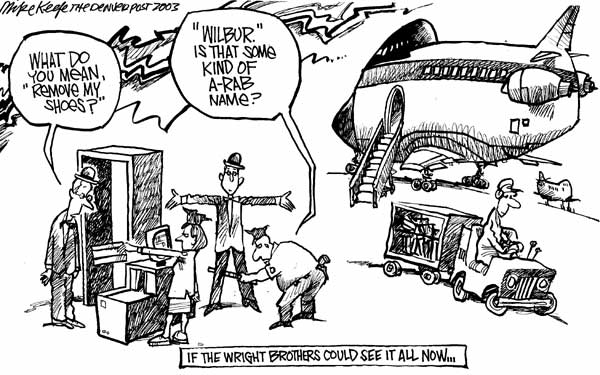 Mike Keefe THE DENVER POST 2003
WHAT DO
YOU MEAN,
"REMOVE MY
SHOES?"
"WILBUR."
IS THAT SOME
KIND OF
A-RAB
NAME?
IF THE WRIGHT BROTHERS COULD SEE IT ALL NOW...